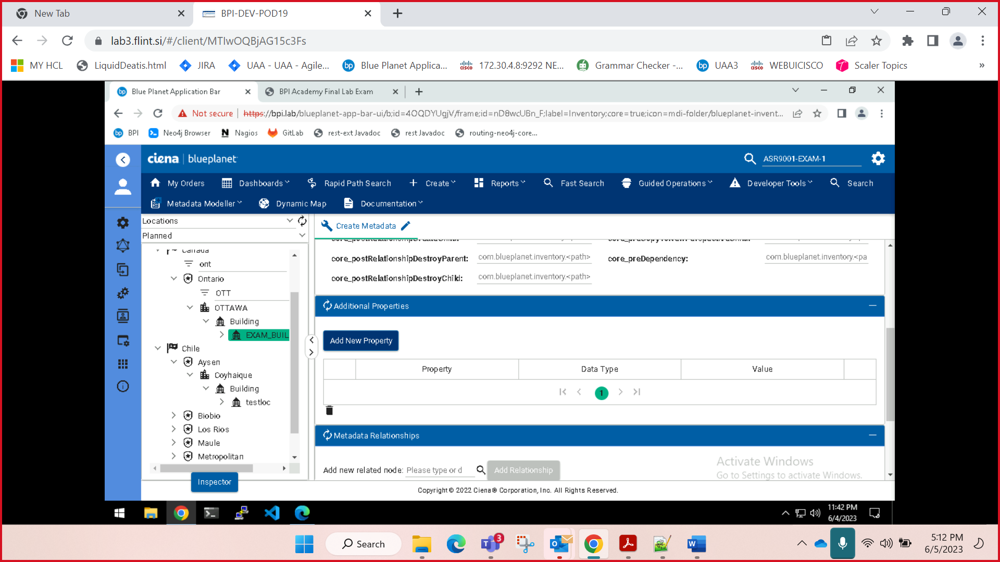 New Tab
BPI-DEV-POD19
lab3.flint.si/#/client/MTIwOQBjAG15c3Fs
MY HCL
LiquidDeatis.html
JIRA
UAA - UAA - Agile...
Blue Planet Applica...
172.30.4.8:9292 NE...
Grammar Checker -...
UAA3
WEBUICISCO
Scaler Topics
»
Blue Planet Application Bar
BPI Academy Final Lab Exam
Not secure
https://bpi.lab/blueplanet-app-bar-ui/b;id=4OQDYUgjV/frame;id=nD8wcUBn_F;label=Inventory;core=true;icon=mdi-folder/blueplanet-invent...
BPI
Neo4j Browser
Nagios
GitLab
rest-ext Javadoc
rest Javadoc
routing-neo4j-core...
ciena | blueplanet
ASR9001-EXAM-1
My Orders
Dashboards
Rapid Path Search
Create
Reports
Fast Search
Guided Operations
Developer Tools
Search
Metadata Modeller
Dynamic Map
Documentation
Locations
Planned
Canada
ont
Ontario
OTT
OTTAWA
Building
EXAM_BUIL
Chile
Aysen
Coyhaique
Building
testloc
Biobio
Los Rios
Maule
Metropolitan
Inspector
Create Metadata
core_postRelationshipDestroyParent:
com.blueplanet.inventory.<path>
core_preDependency:
com.blueplanet.inventory.<pa
core_postRelationshipDestroyChild:
com.blueplanet.inventory.<path>
Additional Properties
Add New Property
Property
Data Type
Value
1
Metadata Relationships
Add new related node:
Please type or d
Add Relationship
Activate Windows
Go to Settings to activate Windows.
Copyright © 2022 Ciena® Corporation, Inc. All Rights Reserved.
11:42 PM
6/4/2023
Search
3
5:12 PM
6/5/2023